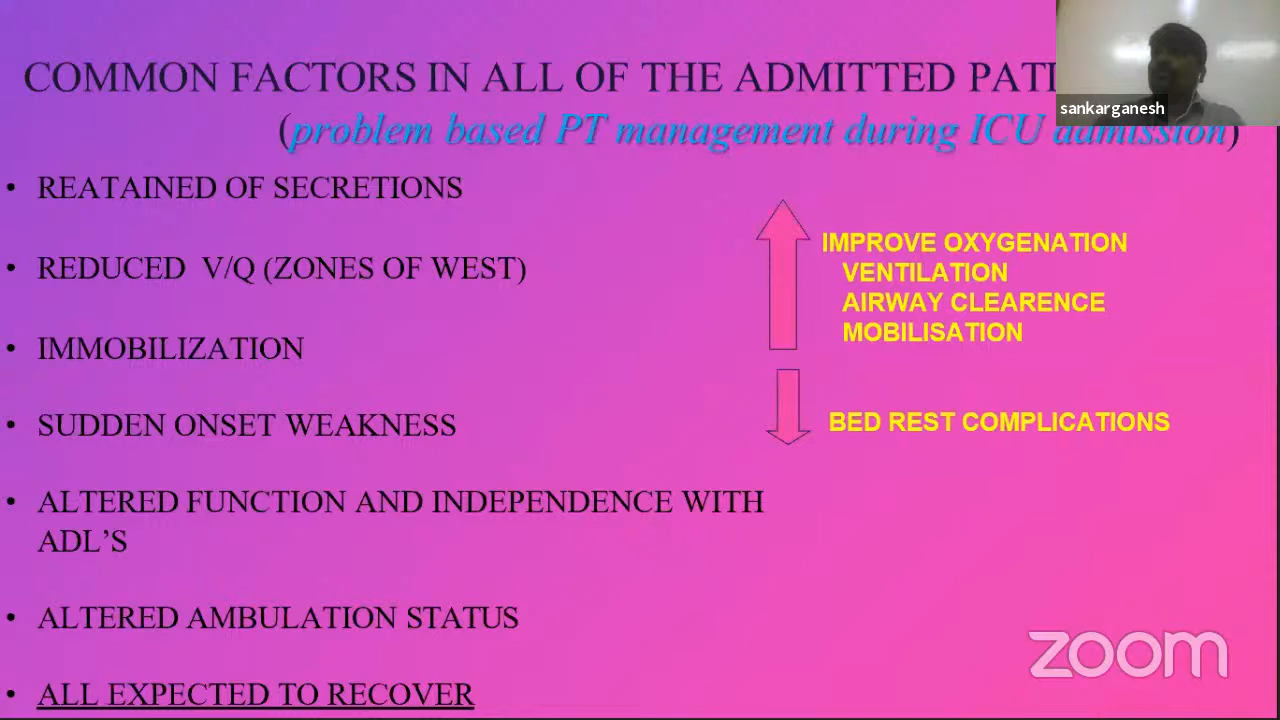 COMMON FACTORS IN ALL OF THE ADMITTED
sankarganesh
(problem based PT management during ICU admission)
• REATAINED OF SECRETIONS
• REDUCED V/Q (ZONES OF WEST)
• IMMOBILIZATION
• SUDDEN ONSET WEAKNESS
• ALTERED FUNCTION AND INDEPENDENCE WITH
ADL’S
• ALTERED AMBULATION STATUS
• ALL EXPECTED TO RECOVER
IMPROVE OXYGENATION
VENTILATION
AIRWAY CLEARENCE
MOBILISATION
BED REST COMPLICATIONS
zoom